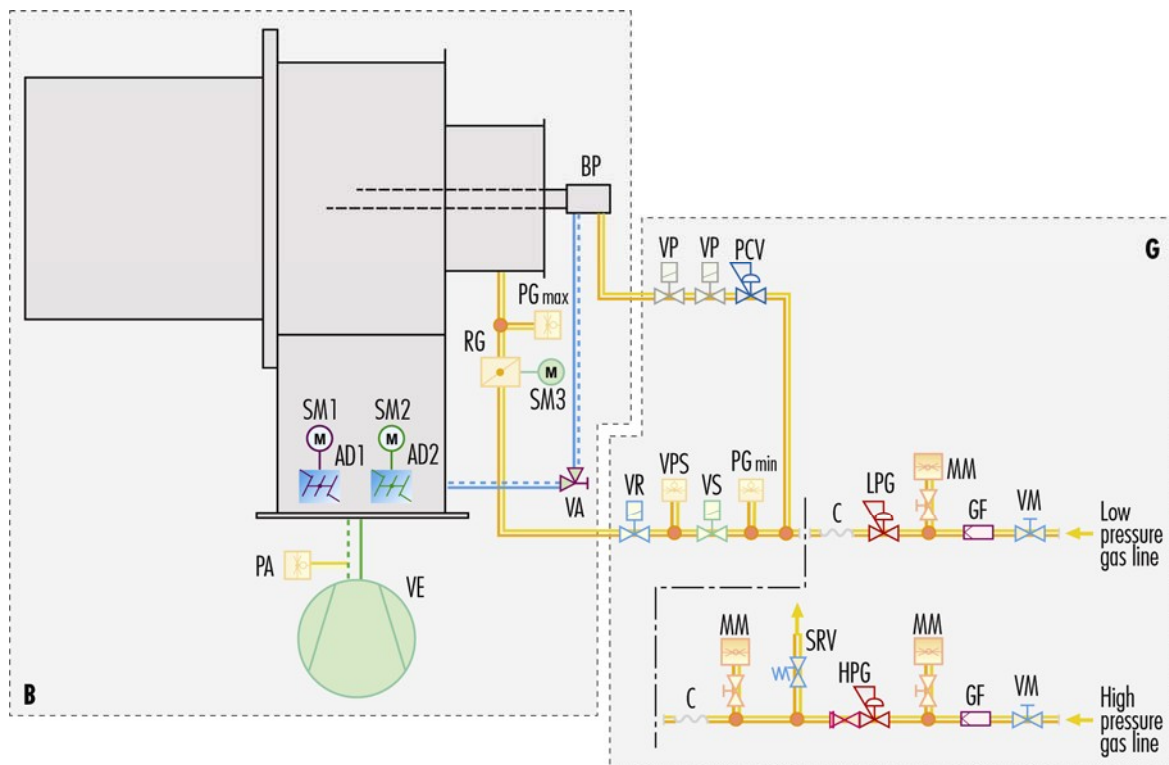 BP
VP
VP
PCV
G
PG max
RG
M
SM3
SM1
SM2
M
M
AD1
AD2
VA
VR
VPS
VS
PG min
C
LPG
MM
GF
VM
Low
pressure
gas line
PA
VE
MM
SRV
HPG
MM
GF
VM
C
High
pressure
gas line
B